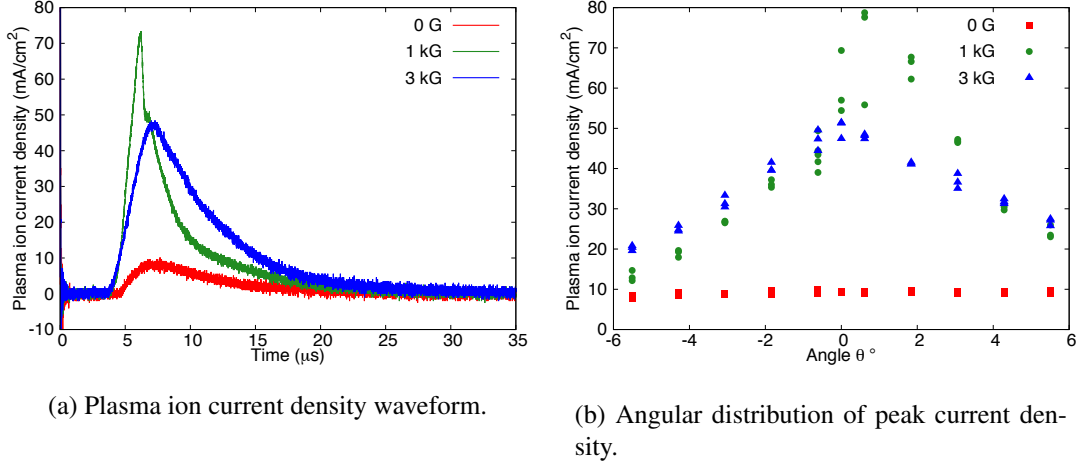 80
70
60
50
40
30
20
10
0
-10
Plasma ion current density (mA/cm²)
0 G
1 kG
3 kG
0 5 10 15 20 25 30 35
Time (μs)
(a) Plasma ion current density waveform.
80
70
60
50
40
30
20
10
0
Plasma ion current density (mA/cm²)
0 G
1 kG
3 kG
-6 -4 -2 0 2 4 6
Angle θ °
(b) Angular distribution of peak current den-
sity.